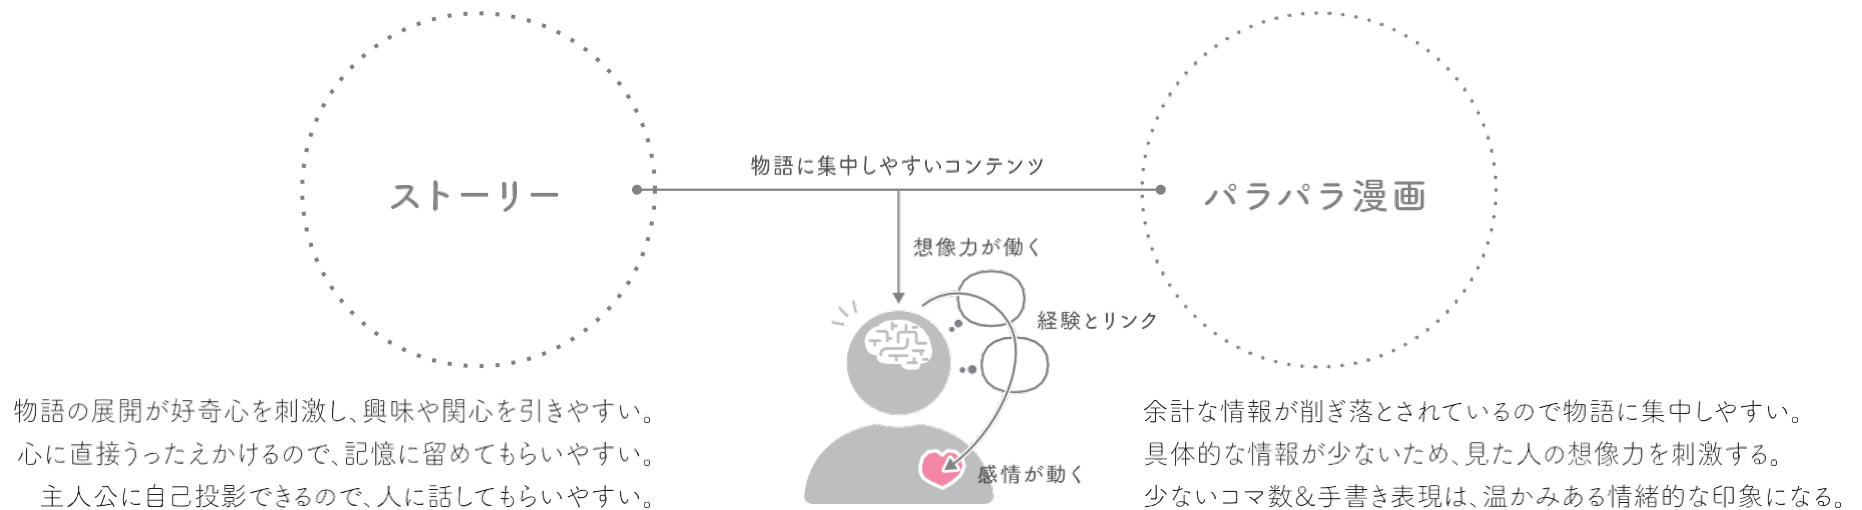 ストーリー
物語に集中しやすいコンテンツ
パラパラ漫画
想像力が働く
経験とリンク
感情が動く
物語の展開が好奇心を刺激し、興味や関心を引きやすい。
心に直接うったえかけるので、記憶に留めてもらいやすい。
主人公に自己投影できるので、人に話してもらいやすい。
余計な情報が削ぎ落とされているので物語に集中しやすい。
具体的な情報が少ないため、見た人の想像力を刺激する。
少ないコマ数&手書き表現は、温かみある情緒的な印象になる。